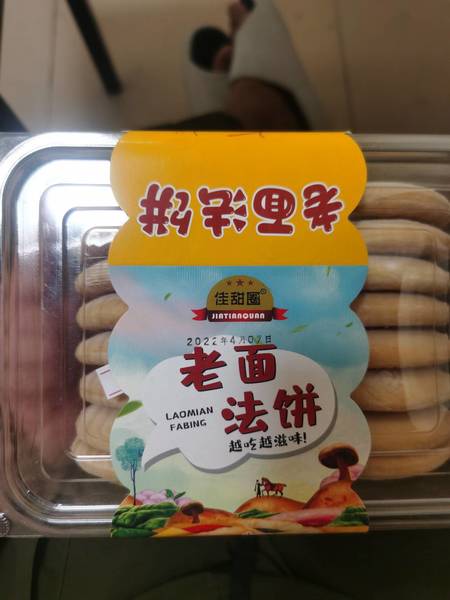 老面法饼
佳甜圈®
JIATIANQUAN
2022年4月07日
老面
法饼
LAOMIAN
FABING
越吃越滋味!